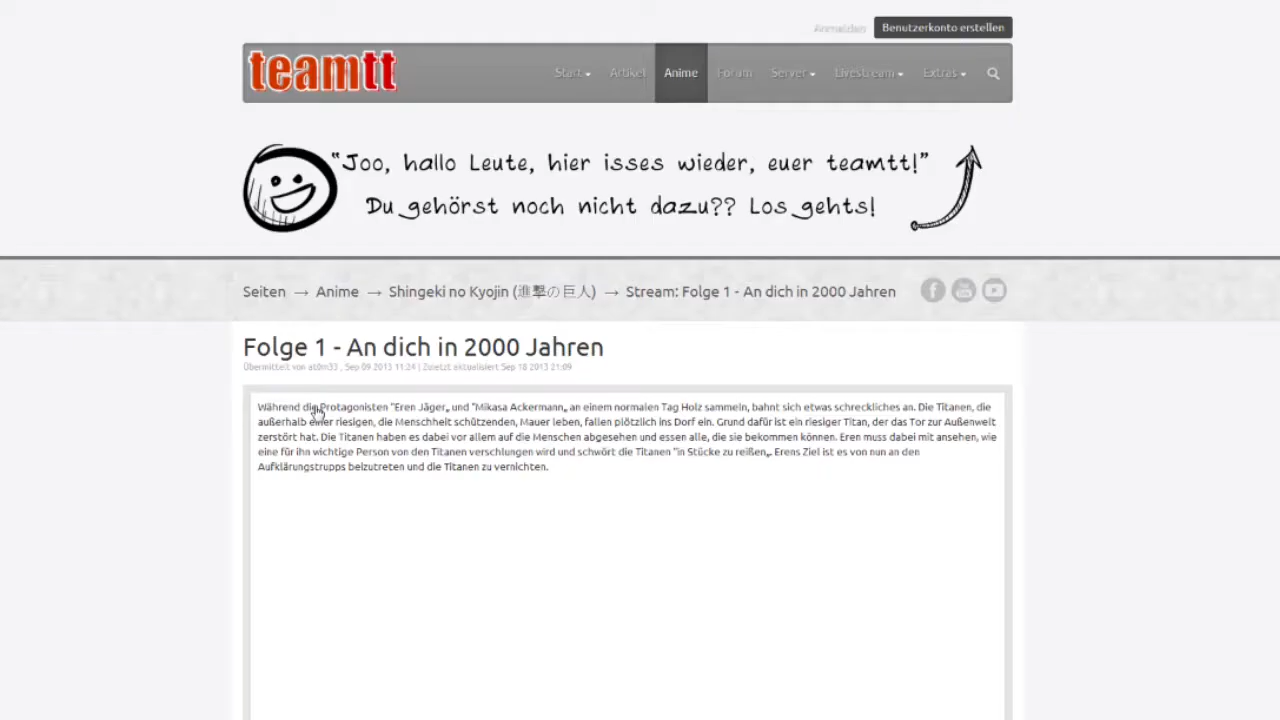 Anmelden Benutzerkonto erstellen
teamtt Start Artikel Anime Forum Server Livestream Extras
"Joo, hallo Leute, hier isses wieder, euer teamtt!"
Du gehörst noch nicht dazu?? Los gehts!
Seiten → Anime → Shingeki no Kyojin (進撃の巨人) → Stream: Folge 1 - An dich in 2000 Jahren
Folge 1 - An dich in 2000 Jahren
Übermittelt von at0m33 , Sep 09 2013 11:24 | Zuletzt aktualisiert Sep 18 2013 21:09
Während die Protagonisten "Eren Jäger„ und "Mikasa Ackermann„ an einem normalen Tag Holz sammeln, bahnt sich etwas schreckliches an. Die Titanen, die
außerhalb einer riesigen, die Menschheit schützenden, Mauer leben, fallen plötzlich ins Dorf ein. Grund dafür ist ein riesiger Titan, der das Tor zur Außenwelt
zerstört hat. Die Titanen haben es dabei vor allem auf die Menschen abgesehen und essen alle, die sie bekommen können. Eren muss dabei mit ansehen, wie
eine für ihn wichtige Person von den Titanen verschlungen wird und schwört die Titanen "in Stücke zu reißen„. Erens Ziel ist es von nun an den
Aufklärungstrupps beizutreten und die Titanen zu vernichten.